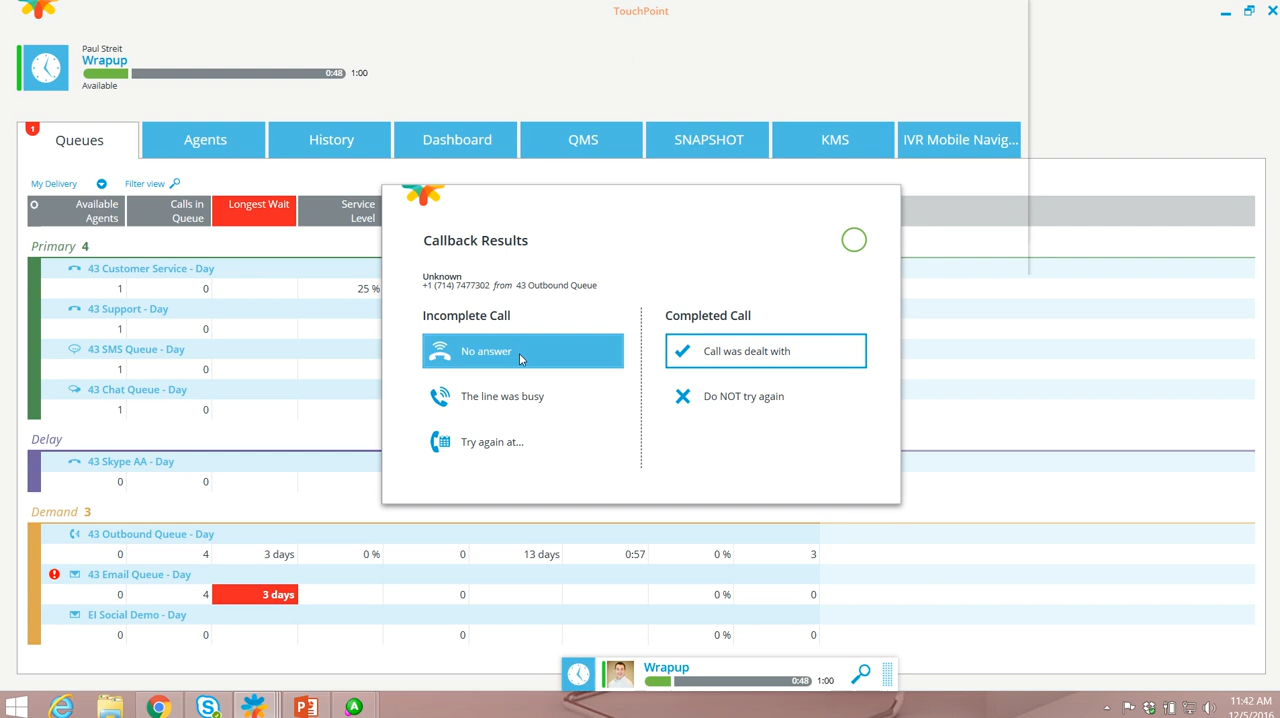 TouchPoint
Paul Streit
Wrapup
0:48 1:00
Available
1
Queues Agents History Dashboard QMS SNAPSHOT KMS IVR Mobile Navig...
My Delivery Filter view
Available Agents Calls in Queue Longest Wait Service Level
Primary 4
43 Customer Service - Day
1 0 25 %
43 Support - Day
1 0
43 SMS Queue - Day
1 0
43 Chat Queue - Day
1 0
Delay
43 Skype AA - Day
0 0
Demand 3
43 Outbound Queue - Day
0 4 3 days 0 % 0 13 days 0:57 0 % 3
43 Email Queue - Day
0 4 3 days 0 0 % 0
EI Social Demo - Day
0 0 0 0 % 0
Callback Results
Unknown
+1 (714) 7477302 from 43 Outbound Queue
Incomplete Call
No answer
The line was busy
Try again at...
Completed Call
Call was dealt with
Do NOT try again
Wrapup
0:48 1:00
11:42 AM
12/5/2016